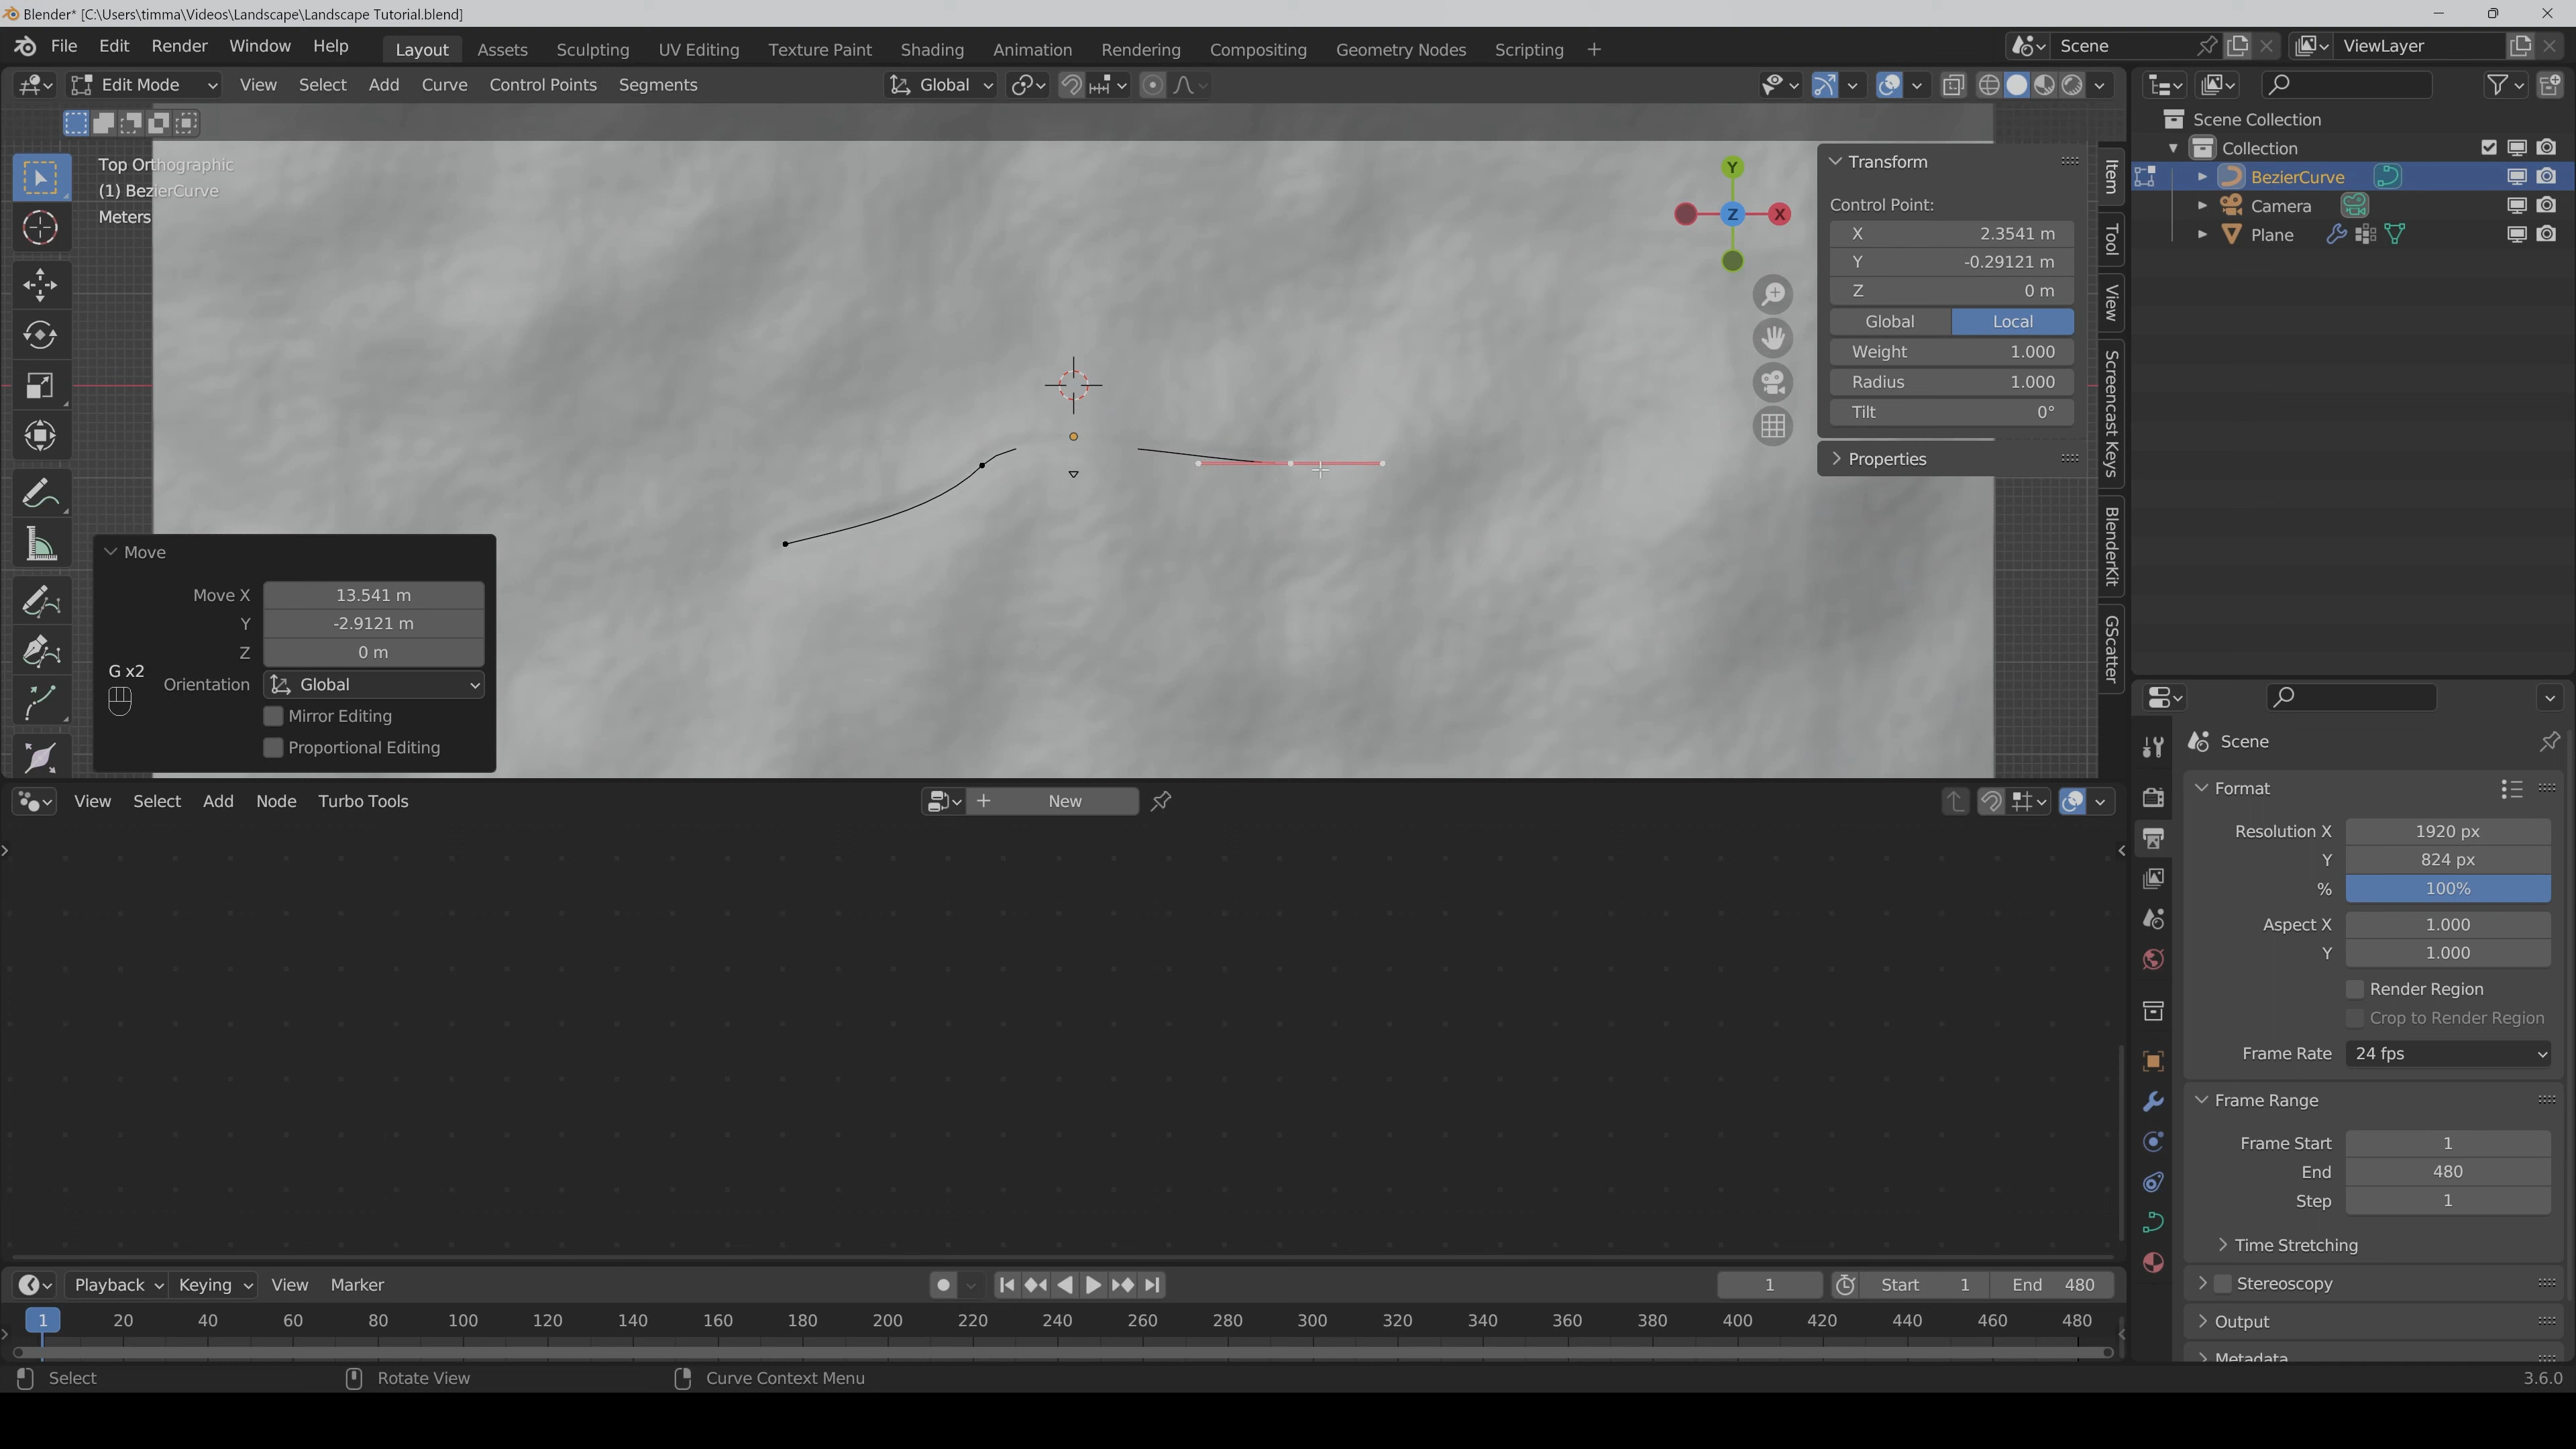 Blender* [C:\Users\timma\Videos\Landscape\Landscape Tutorial.blend]
File Edit Render Window Help Layout Assets Sculpting UV Editing Texture Paint Shading Animation Rendering Compositing Geometry Nodes Scripting + Scene ViewLayer
Edit Mode View Select Add Curve Control Points Segments Global
Top Orthographic
(1) BezierCurve
Meters
Y
Z X
Transform
Control Point:
X 2.3541 m
Y -0.29121 m
Z 0 m
Global Local
Weight 1.000
Radius 1.000
Tilt 0°
Properties
Item
Tool
View
Screencast Keys
BlenderKit
GScatter
Scene Collection
Collection
BezierCurve
Camera
Plane
Move
Move X 13.541 m
Y -2.9121 m
Z 0 m
G x2
Orientation Global
Mirror Editing
Proportional Editing
View Select Add Node Turbo Tools New
Scene
Format
Resolution X 1920 px
Y 824 px
% 100%
Aspect X 1.000
Y 1.000
Render Region
Crop to Render Region
Frame Rate 24 fps
Frame Range
Frame Start 1
End 480
Step 1
Time Stretching
Stereoscopy
Output
Metadata
Playback Keying View Marker 1 Start 1 End 480
1 20 40 60 80 100 120 140 160 180 200 220 240 260 280 300 320 340 360 380 400 420 440 460 480
Select Rotate View Curve Context Menu 3.6.0